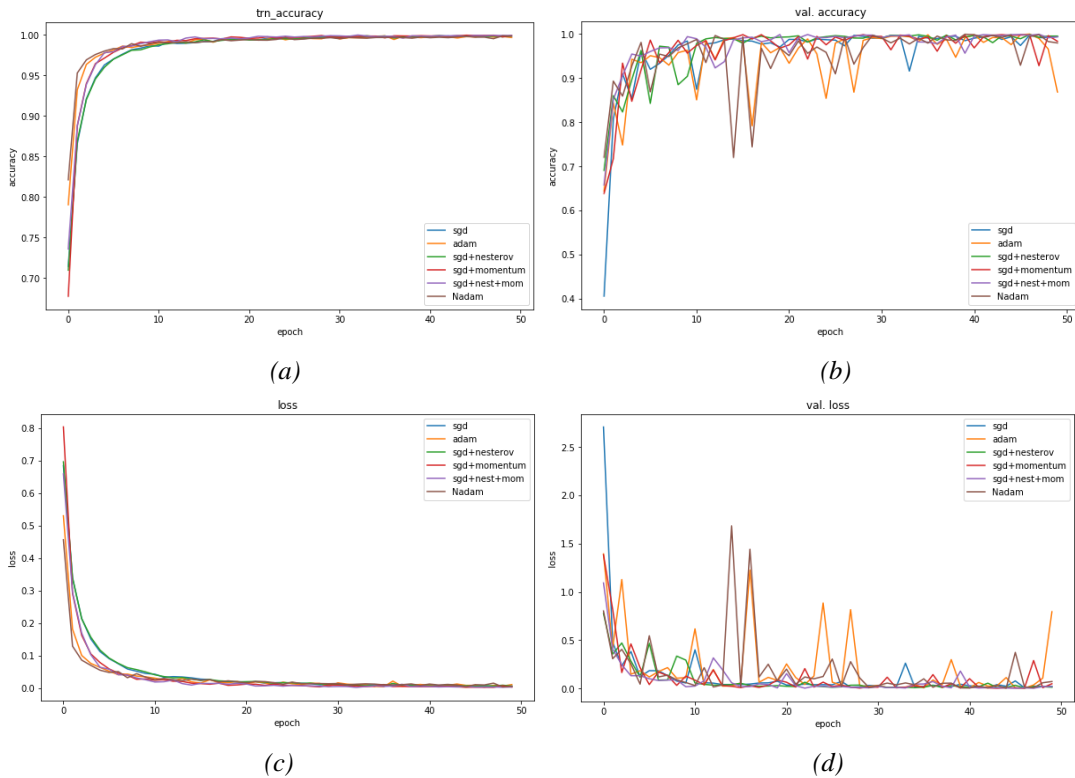 trn_accuracy
accuracy
1.00
0.95
0.90
0.85
0.80
0.75
0.70
sgd
adam
sgd+nesterov
sgd+momentum
sgd+nest+mom
Nadam
0 10 20 30 40 50
epoch
(a)
val. accuracy
accuracy
1.0
0.9
0.8
0.7
0.6
0.5
0.4
sgd
adam
sgd+nesterov
sgd+momentum
sgd+nest+mom
Nadam
0 10 20 30 40 50
epoch
(b)
loss
loss
0.8
0.7
0.6
0.5
0.4
0.3
0.2
0.1
0.0
sgd
adam
sgd+nesterov
sgd+momentum
sgd+nest+mom
Nadam
0 10 20 30 40 50
epoch
(c)
val. loss
loss
2.5
2.0
1.5
1.0
0.5
0.0
sgd
adam
sgd+nesterov
sgd+momentum
sgd+nest+mom
Nadam
0 10 20 30 40 50
epoch
(d)